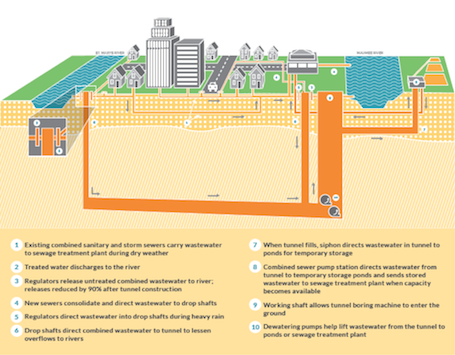 ST. MARYS RIVER
MAUMEE RIVER
1 Existing combined sanitary and storm sewers carry wastewater
to sewage treatment plant during dry weather
2 Treated water discharges to the river
3 Regulators release untreated combined wastewater to river;
releases reduced by 90% after tunnel construction
4 New sewers consolidate and direct wastewater to drop shafts
5 Regulators direct wastewater into drop shafts during heavy rain
6 Drop shafts direct combined wastewater to tunnel to lessen
overflows to rivers
7 When tunnel fills, siphon directs wastewater in tunnel to
ponds for temporary storage
8 Combined sewer pump station directs wastewater from
tunnel to temporary storage ponds and sends stored
wastewater to sewage treatment plant when capacity
becomes available
9 Working shaft allows tunnel boring machine to enter the
ground
10 Dewatering pumps help lift wastewater from the tunnel to
ponds or sewage treatment plant